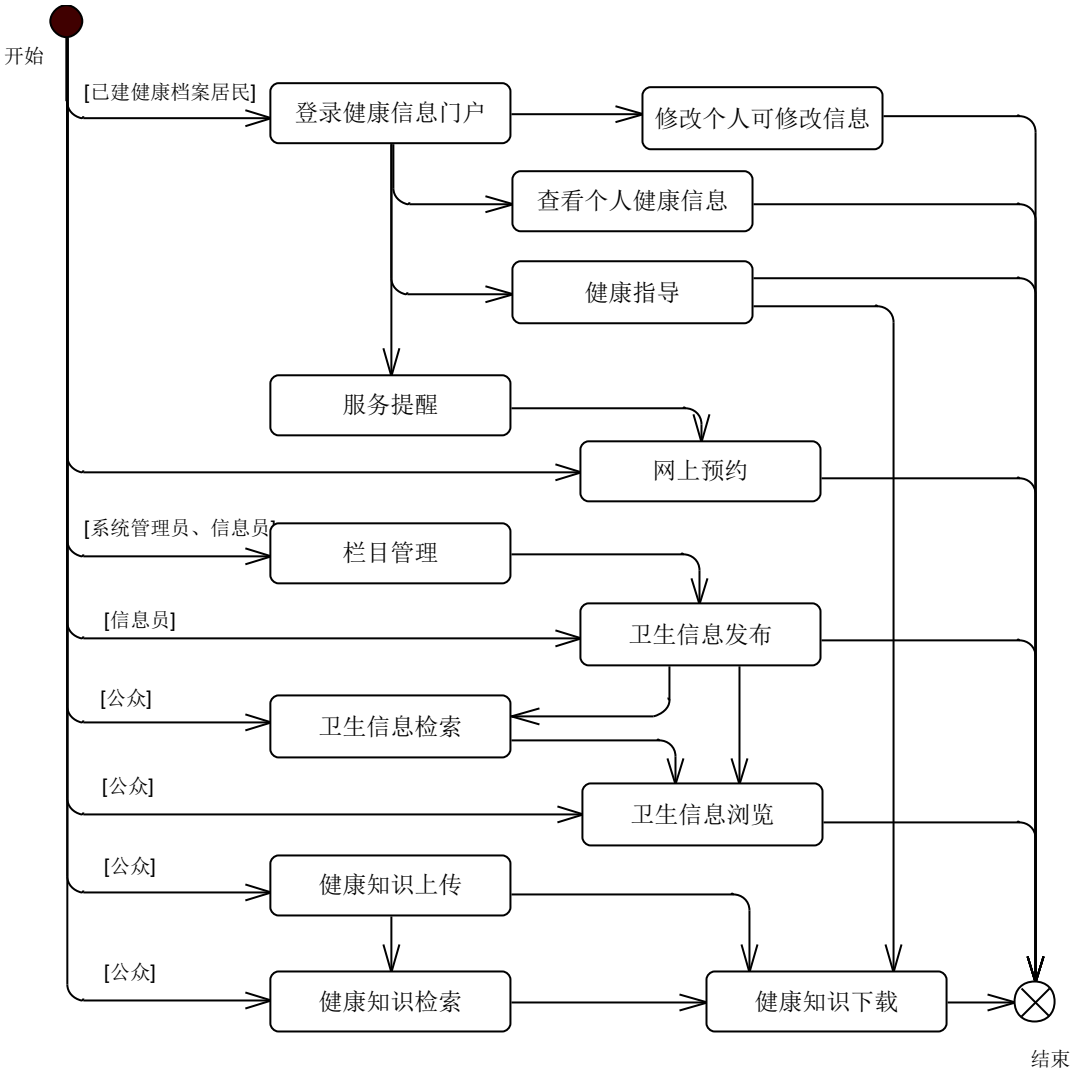 开始
[已建健康档案居民]
登录健康信息门户
修改个人可修改信息
查看个人健康信息
健康指导
服务提醒
网上预约
[系统管理员、信息员]
栏目管理
[信息员]
卫生信息发布
[公众]
卫生信息检索
[公众]
卫生信息浏览
[公众]
健康知识上传
[公众]
健康知识检索
健康知识下载
结束